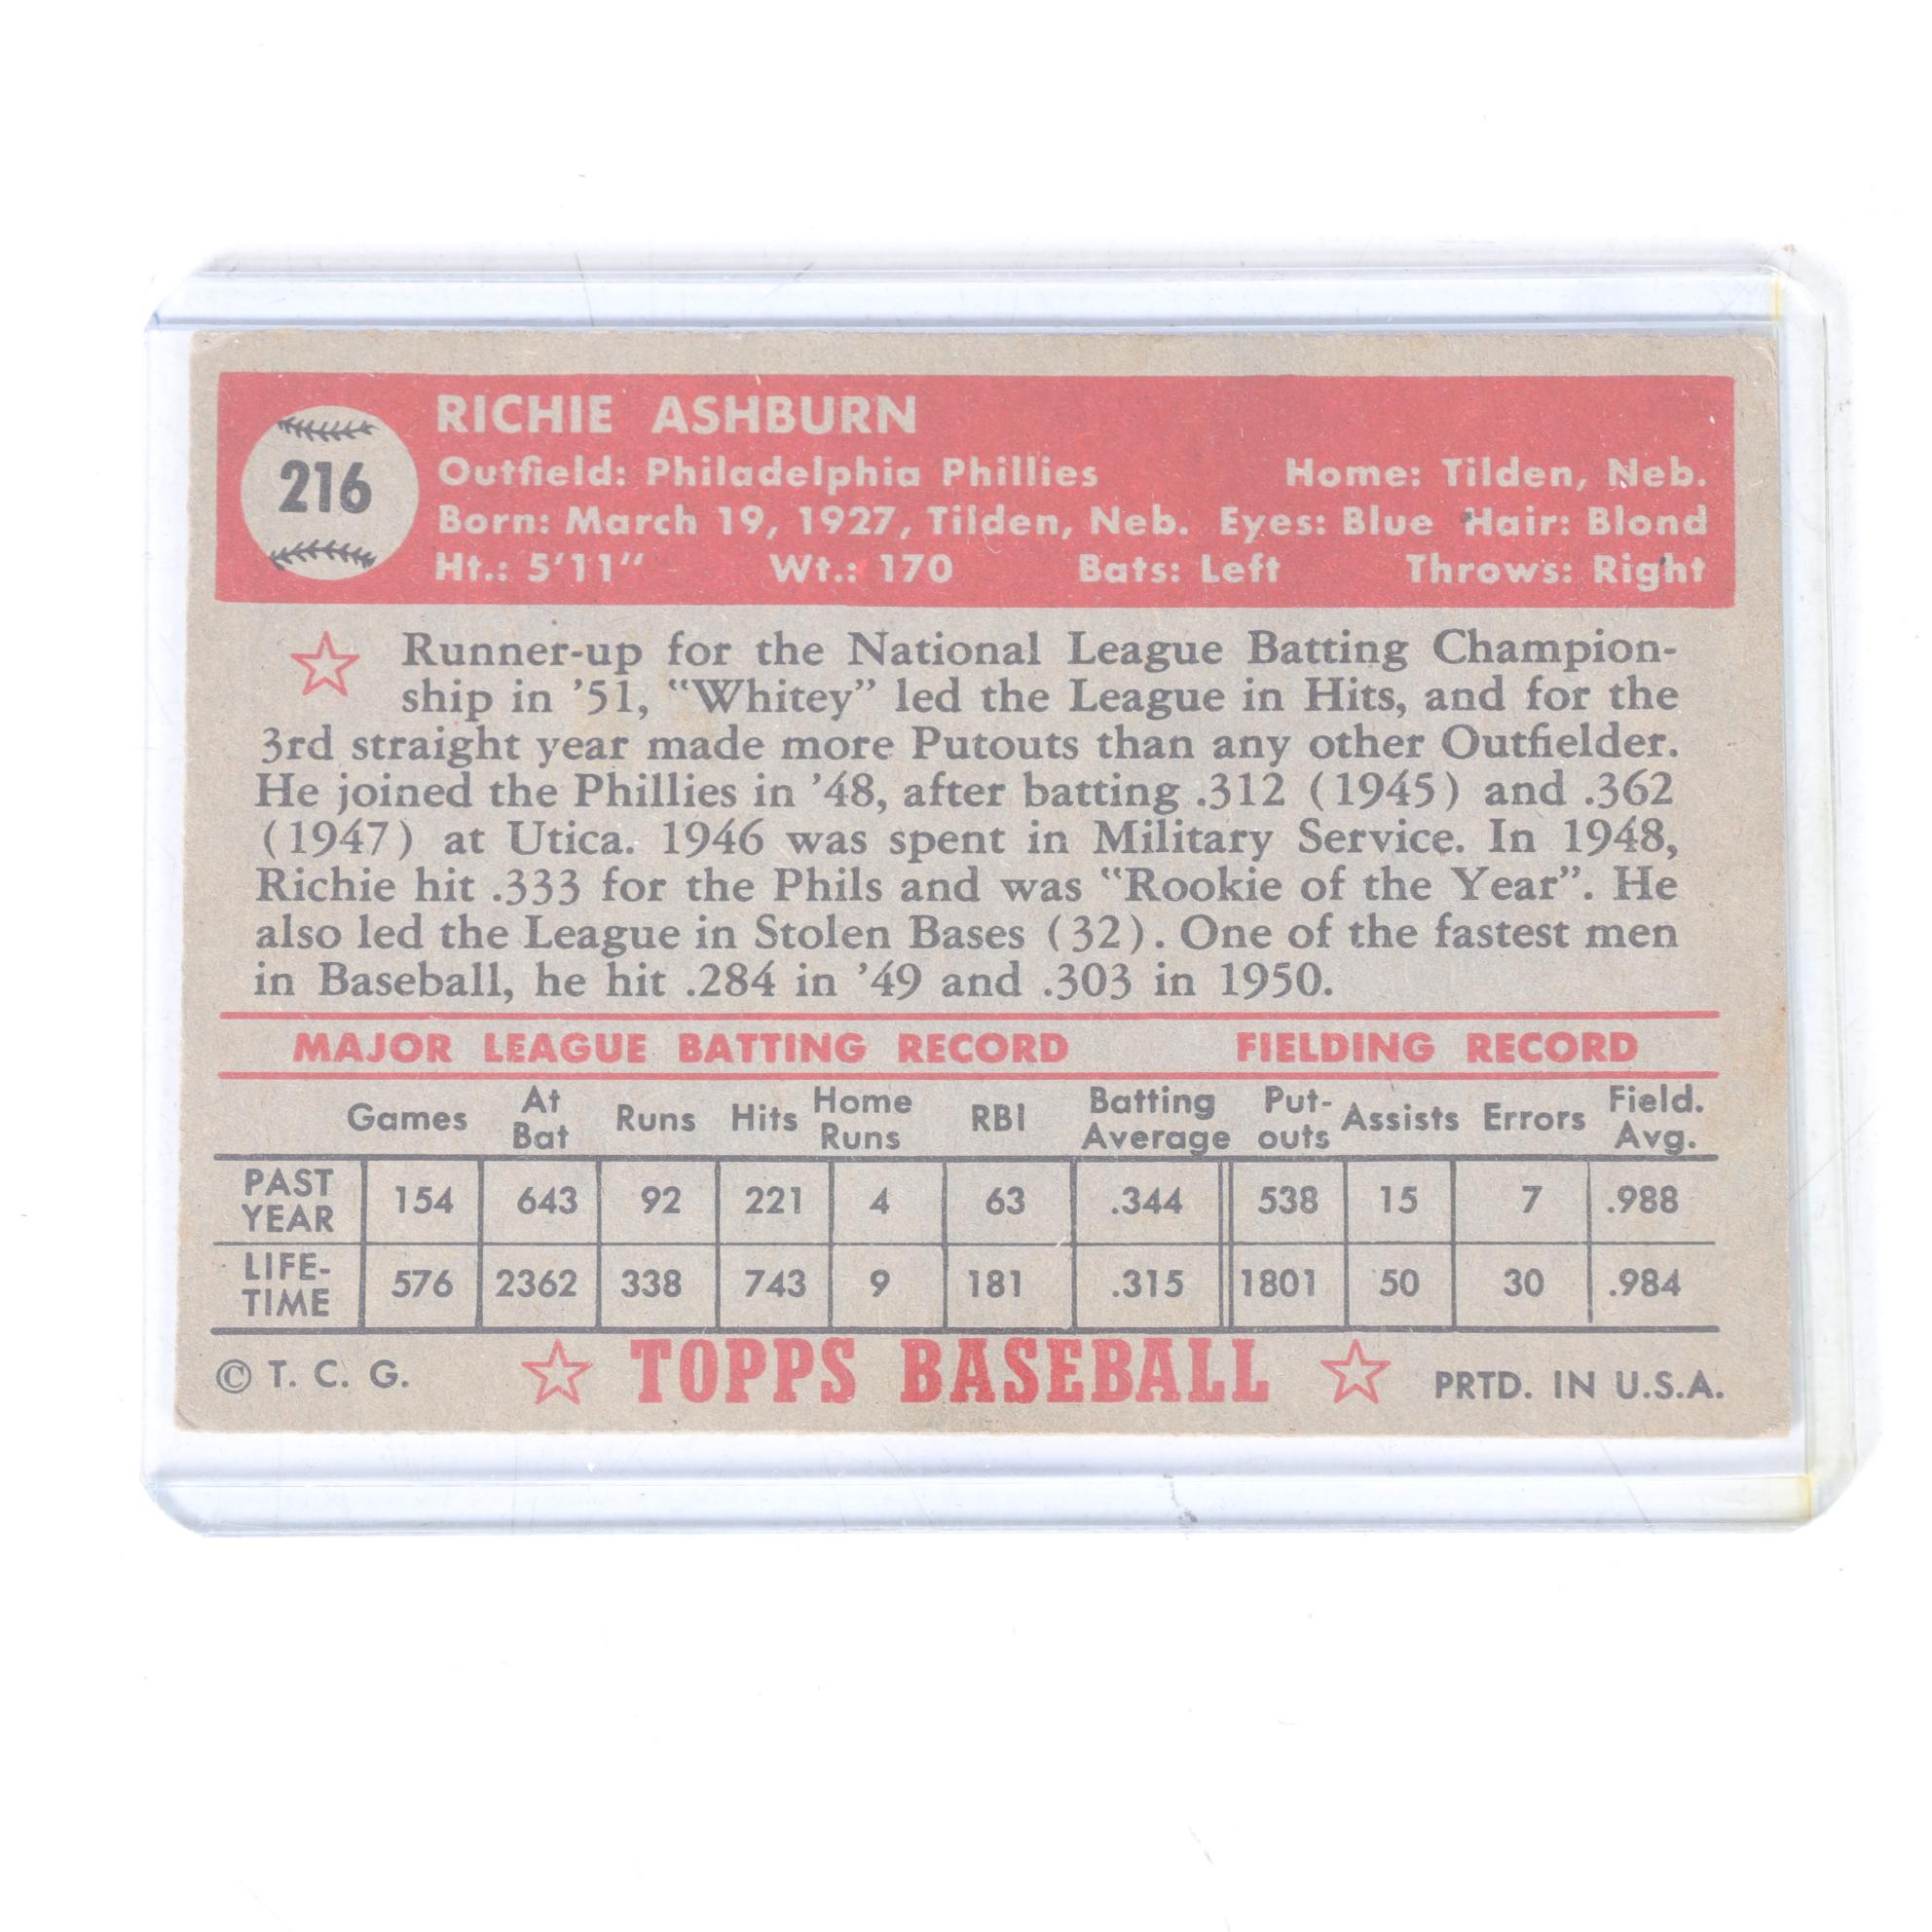 216
RICHIE ASHBURN
Outfield: Philadelphia Phillies Home: Tilden, Neb.
Born: March 19, 1927, Tilden, Neb. Eyes: Blue Hair: Blond
Ht.: 5'11" Wt.: 170 Bats: Left Throws: Right
Runner-up for the National League Batting Champion-
ship in '51, "Whitey" led the League in Hits, and for the
3rd straight year made more Putouts than any other Outfielder.
He joined the Phillies in '48, after batting .312 (1945) and .362
(1947) at Utica. 1946 was spent in Military Service. In 1948,
Richie hit .333 for the Phils and was "Rookie of the Year". He
also led the League in Stolen Bases (32). One of the fastest men
in Baseball, he hit .284 in '49 and .303 in 1950.
MAJOR LEAGUE BATTING RECORD FIELDING RECORD
Games At Bat Runs Hits Home Runs RBI Batting Average Put-outs Assists Errors Field. Avg.
PAST YEAR 154 643 92 221 4 63 .344 538 15 7 .988
LIFE-TIME 576 2362 338 743 9 181 .315 1801 50 30 .984
© T. C. G. TOPPS BASEBALL PRTD. IN U.S.A.